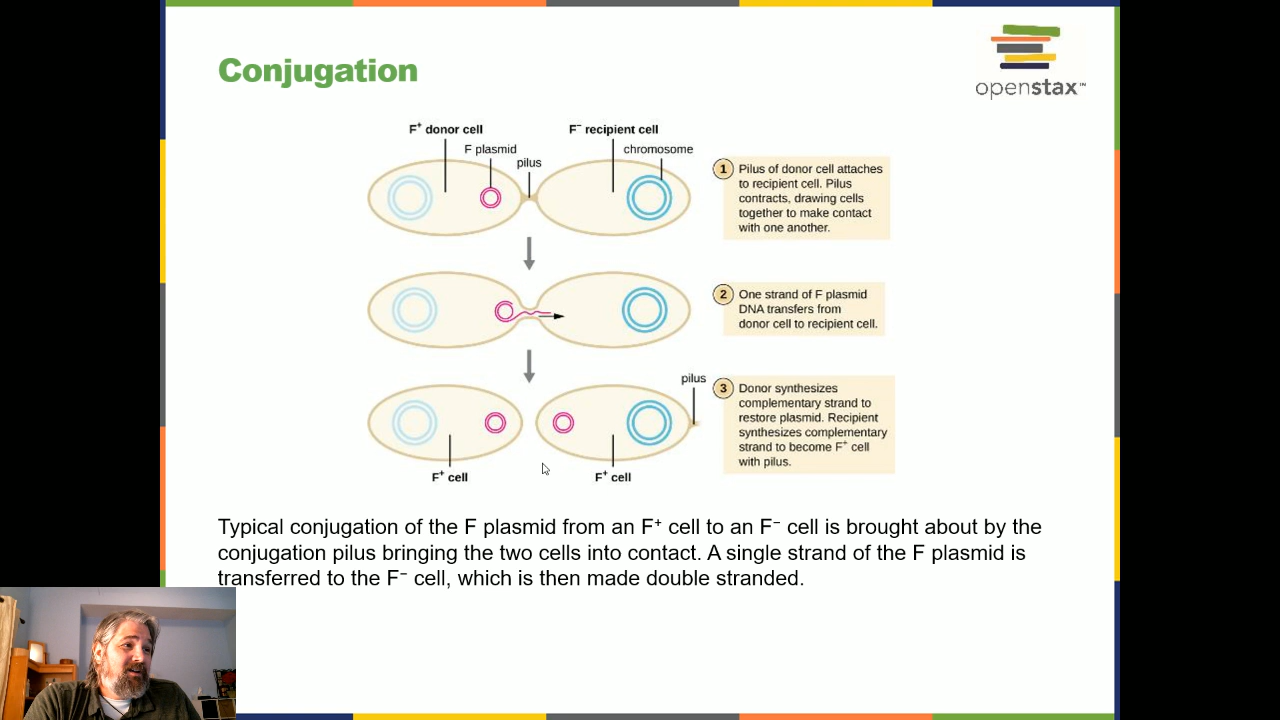 Conjugation
openstax™
F⁺ donor cell
F⁻ recipient cell
F plasmid
pilus
chromosome
1
Pilus of donor cell attaches
to recipient cell. Pilus
contracts, drawing cells
together to make contact
with one another.
2
One strand of F plasmid
DNA transfers from
donor cell to recipient cell.
pilus
3
Donor synthesizes
complementary strand to
restore plasmid. Recipient
synthesizes complementary
strand to become F⁺ cell
with pilus.
F⁺ cell
F⁺ cell
Typical conjugation of the F plasmid from an F⁺ cell to an F⁻ cell is brought about by the
conjugation pilus bringing the two cells into contact. A single strand of the F plasmid is
transferred to the F⁻ cell, which is then made double stranded.